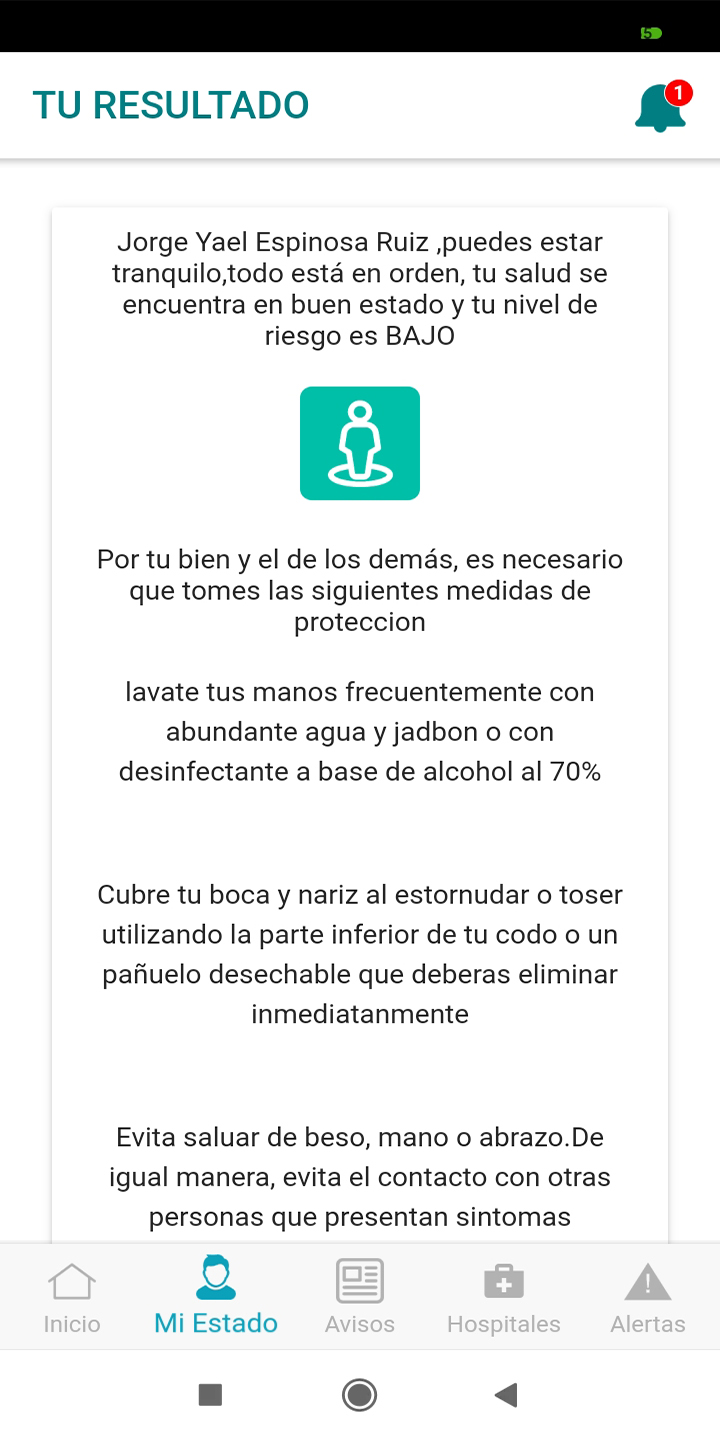 5
TU RESULTADO
1
Jorge Yael Espinosa Ruiz ,puedes estar
tranquilo,todo está en orden, tu salud se
encuentra en buen estado y tu nivel de
riesgo es BAJO
Por tu bien y el de los demás, es necesario
que tomes las siguientes medidas de
proteccion
lavate tus manos frecuentemente con
abundante agua y jadbon o con
desinfectante a base de alcohol al 70%
Cubre tu boca y nariz al estornudar o toser
utilizando la parte inferior de tu codo o un
pañuelo desechable que deberas eliminar
inmediatanmente
Evita saluar de beso, mano o abrazo.De
igual manera, evita el contacto con otras
personas que presentan sintomas
Inicio
Mi Estado
Avisos
Hospitales
Alertas